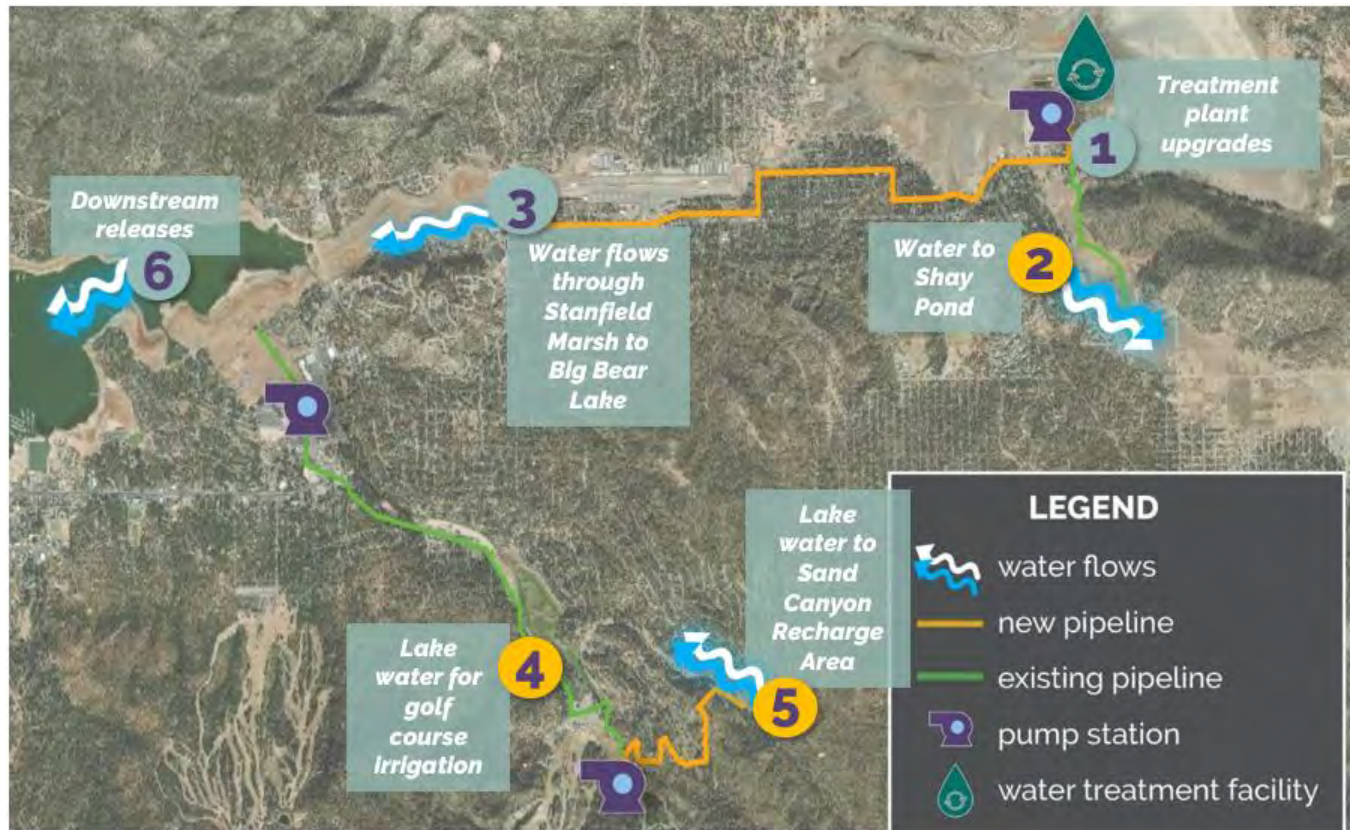 1
Treatment
plant
upgrades
Downstream
releases
6
3
Water flows
through
Stanfield
Marsh to
Big Bear
Lake
Water to
Shay
Pond
2
Lake
water for
golf
course
irrigation
4
Lake
water to
Sand
Canyon
Recharge
Area
5
LEGEND
water flows
new pipeline
existing pipeline
pump station
water treatment facility